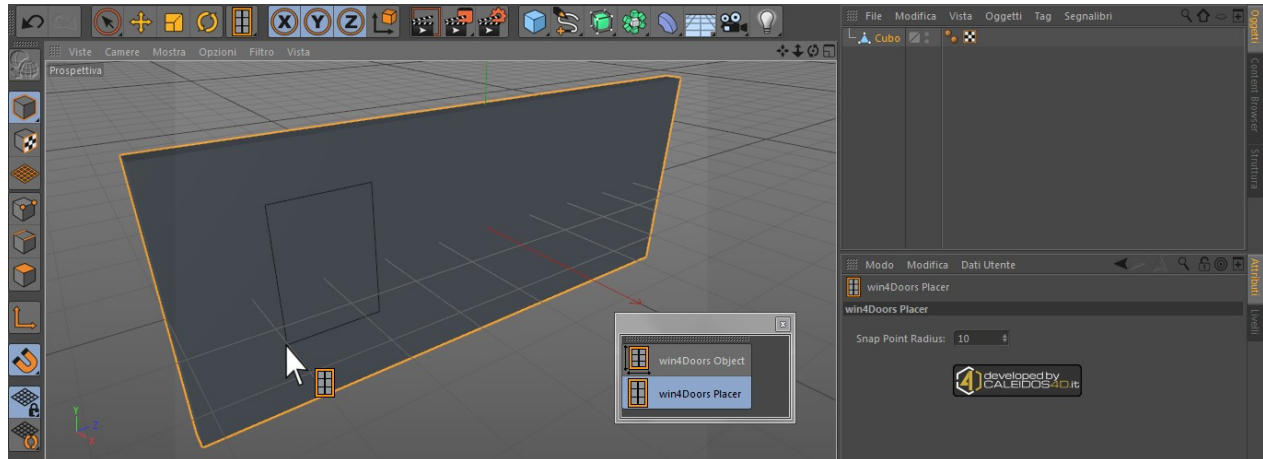 X Y Z
File Modifica Vista Oggetti Tag Segnalibri
Viste Camere Mostra Opzioni Filtro Vista
Prospettiva
Cubo
Oggetti
Content Browser
Struttura
Modo Modifica Dati Utente
win4Doors Placer
win4Doors Placer
Snap Point Radius: 10
developed by
CALEIDOS4D.it
Attributi
Livelli
win4Doors Object
win4Doors Placer
Y
Z
X